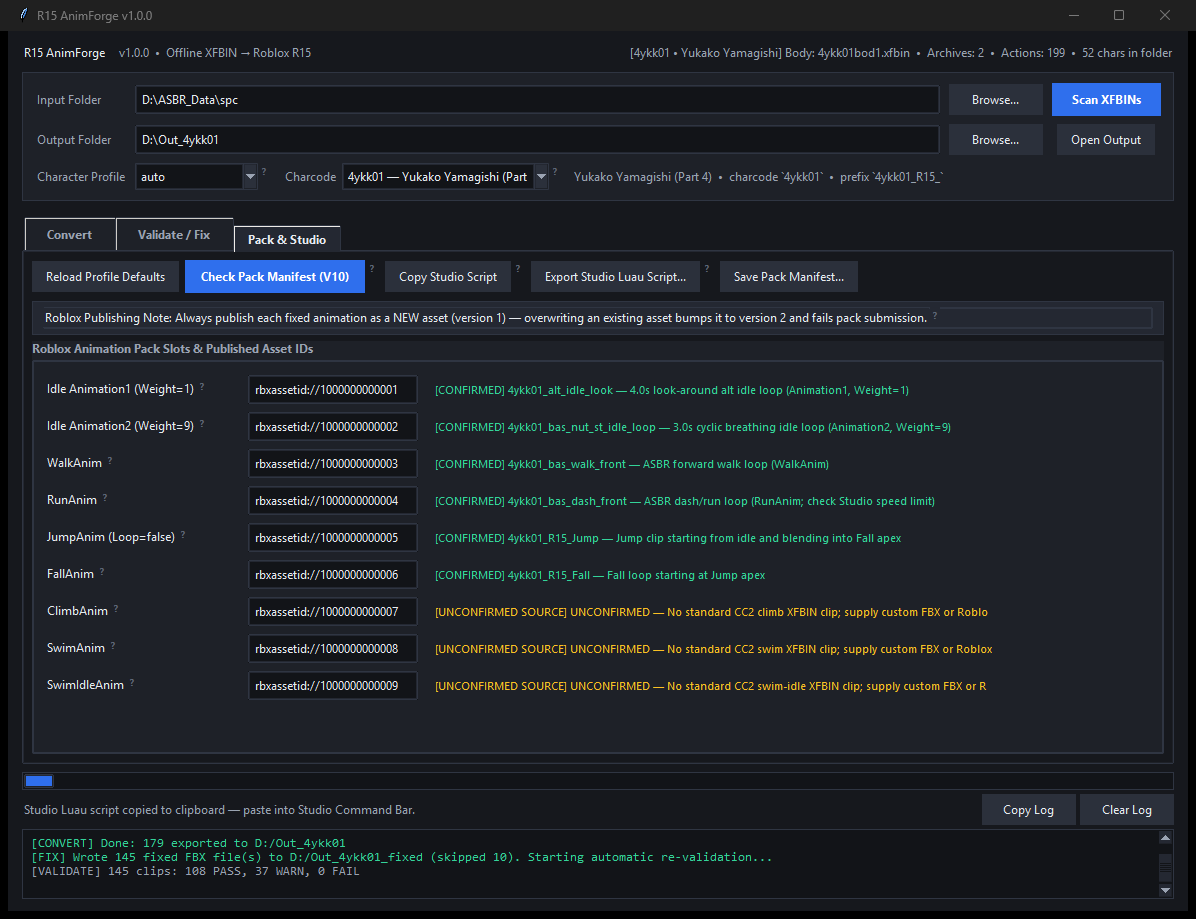 R15 AnimForge v1.0.0
R15 AnimForge v1.0.0 • Offline XFBIN → Roblox R15 [4ykk01 • Yukako Yamagishi] Body: 4ykk01bod1.xfbin • Archives: 2 • Actions: 199 • 52 chars in folder
Input Folder D:\ASBR_Data\spc Browse... Scan XFBINs
Output Folder D:\Out_4ykk01 Browse... Open Output
Character Profile auto ? Charcode 4ykk01 — Yukako Yamagishi (Part ? Yukako Yamagishi (Part 4) • charcode `4ykk01` • prefix `4ykk01_R15_`
Convert Validate / Fix Pack & Studio
Reload Profile Defaults Check Pack Manifest (V10) ? Copy Studio Script ? Export Studio Luau Script... ? Save Pack Manifest...
Roblox Publishing Note: Always publish each fixed animation as a NEW asset (version 1) — overwriting an existing asset bumps it to version 2 and fails pack submission. ?
Roblox Animation Pack Slots & Published Asset IDs
Idle Animation1 (Weight=1) ? rbxassetid://1000000000001 [CONFIRMED] 4ykk01_alt_idle_look — 4.0s look-around alt idle loop (Animation1, Weight=1)
Idle Animation2 (Weight=9) ? rbxassetid://1000000000002 [CONFIRMED] 4ykk01_bas_nut_st_idle_loop — 3.0s cyclic breathing idle loop (Animation2, Weight=9)
WalkAnim ? rbxassetid://1000000000003 [CONFIRMED] 4ykk01_bas_walk_front — ASBR forward walk loop (WalkAnim)
RunAnim ? rbxassetid://1000000000004 [CONFIRMED] 4ykk01_bas_dash_front — ASBR dash/run loop (RunAnim; check Studio speed limit)
JumpAnim (Loop=false) ? rbxassetid://1000000000005 [CONFIRMED] 4ykk01_R15_Jump — Jump clip starting from idle and blending into Fall apex
FallAnim ? rbxassetid://1000000000006 [CONFIRMED] 4ykk01_R15_Fall — Fall loop starting at Jump apex
ClimbAnim ? rbxassetid://1000000000007 [UNCONFIRMED SOURCE] UNCONFIRMED — No standard CC2 climb XFBIN clip; supply custom FBX or Roblo
SwimAnim ? rbxassetid://1000000000008 [UNCONFIRMED SOURCE] UNCONFIRMED — No standard CC2 swim XFBIN clip; supply custom FBX or Roblox
SwimIdleAnim ? rbxassetid://1000000000009 [UNCONFIRMED SOURCE] UNCONFIRMED — No standard CC2 swim-idle XFBIN clip; supply custom FBX or R
Studio Luau script copied to clipboard — paste into Studio Command Bar. Copy Log Clear Log
[CONVERT] Done: 179 exported to D:/Out_4ykk01
[FIX] Wrote 145 fixed FBX file(s) to D:/Out_4ykk01_fixed (skipped 10). Starting automatic re-validation...
[VALIDATE] 145 clips: 108 PASS, 37 WARN, 0 FAIL